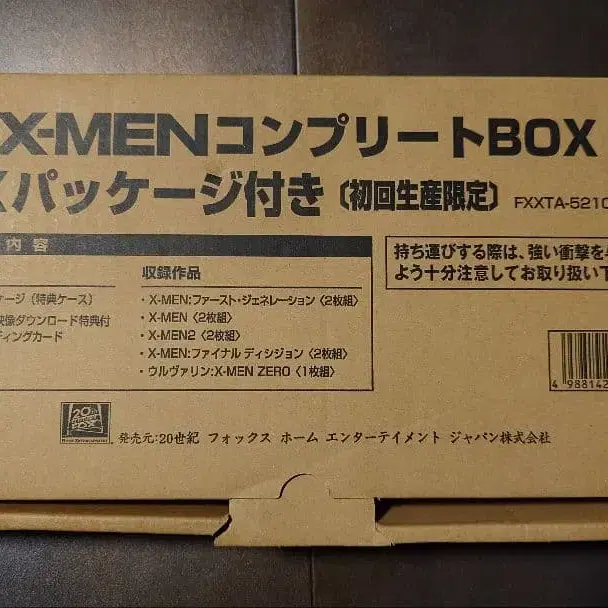 X-MENコンプリートBOX
パッケージ付き〔初回生産限定〕 FXXTA-5210
内 容
ージ(特典ケース)
映像ダウンロード特典付
ディングカード
収録作品
・X-MEN:ファースト・ジェネレーション〈2枚組〉
・X-MEN〈2枚組〉
・X-MEN2〈2枚組〉
・X-MEN:ファイナル ディシジョン〈2枚組〉
・ウルヴァリン:X-MEN ZERO〈1枚組〉
持ち運びする際は、強い衝撃を
よう十分注意してお取り扱い下
4 988142
発売元:20世紀 フォックス ホーム エンターテイメント ジャパン株式会社